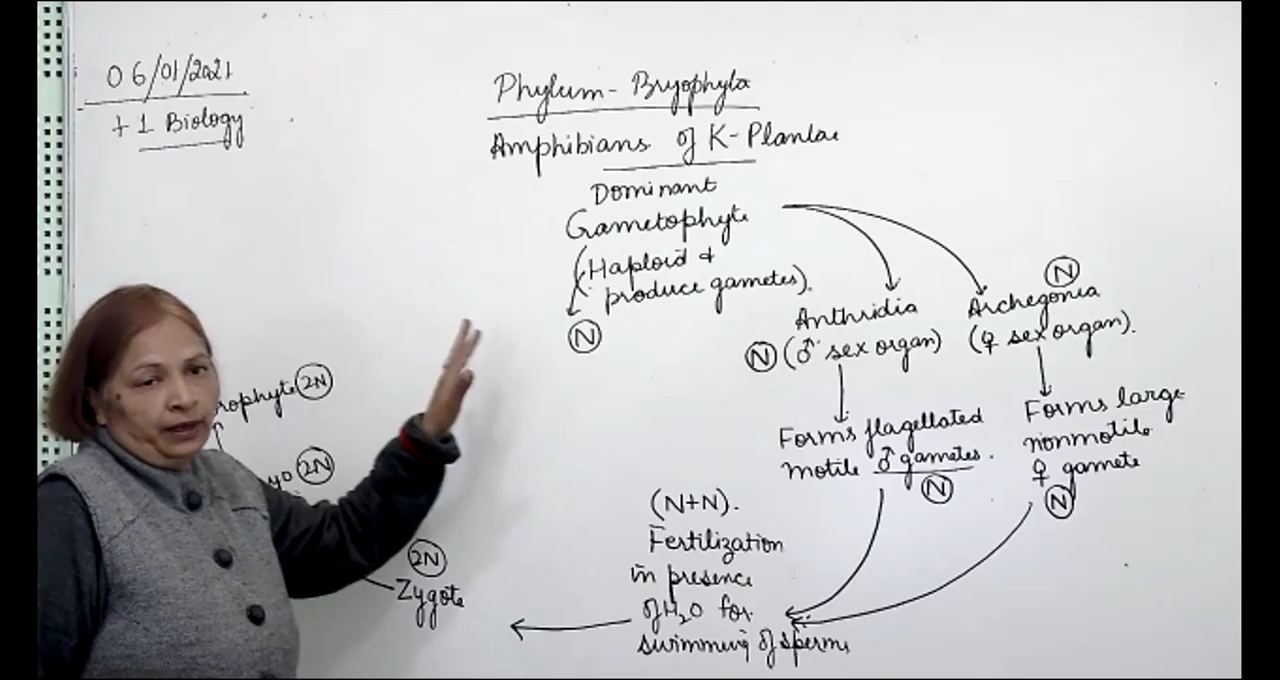 06/01/2021
+1 Biology
Phylum - Bryophyta
Amphibians of K-Plantae
Dominant
Gametophyte
(Haploid &
produce gametes).
N
Anthridia
N (♂ sex organ)
Forms flagellated
motile ♂ gametes.
N
N
Archegonia
(♀ sex organ).
Forms large
nonmotile
♀ gamete
N
(N+N).
Fertilization
in presence
of H₂O for
swimming of sperms
2N
Zygote
yo 2N
rophyte 2N